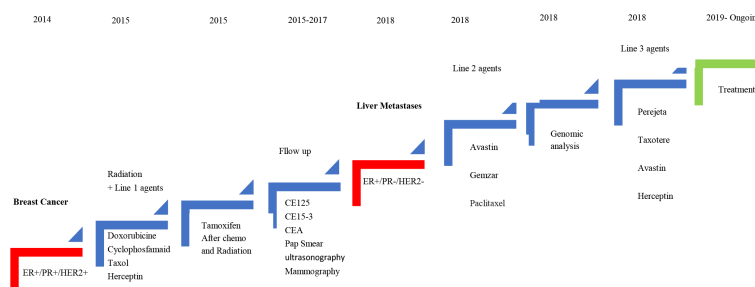 2014
2015
2015
2015-2017
2018
2018
2018
2018
2019- Ongoin
Breast Cancer
ER+/PR+/HER2+
Radiation
+ Line 1 agents
Doxorubicine
Cyclophosfamaid
Taxol
Herceptin
Tamoxifen
After chemo
and Radiation
Fllow up
CE125
CE15-3
CEA
Pap Smear
ultrasonography
Mammography
Liver Metastases
ER+/PR-/HER2-
Line 2 agents
Avastin
Gemzar
Paclitaxel
Genomic
analysis
Line 3 agents
Perejeta
Taxotere
Avastin
Herceptin
Treatment